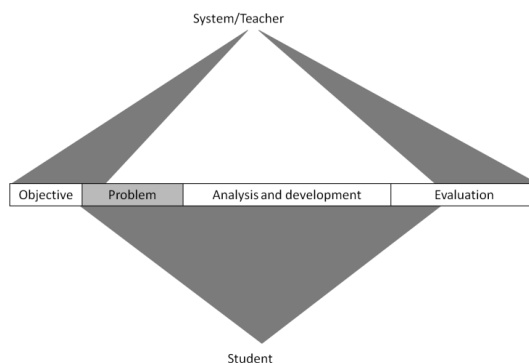 System/Teacher
Objective
Problem
Analysis and development
Evaluation
Student